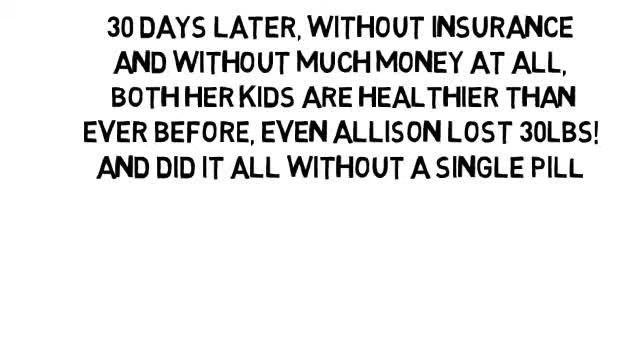 30 DAYS LATER, WITHOUT INSURANCE
AND WITHOUT MUCH MONEY AT ALL,
BOTH HER KIDS ARE HEALTHIER THAN
EVER BEFORE, EVEN ALLISON LOST 30LBS!
AND DID IT ALL WITHOUT A SINGLE PILL